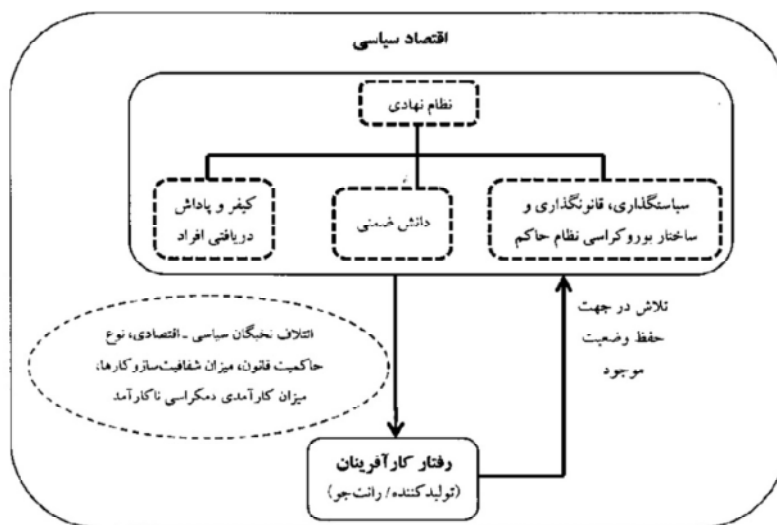 اقتصاد سیاسی
نظام نهادی
سیاستگذاری، قانونگذاری و
ساختار بوروکراسی نظام حاکم
دانش ضمنی
کیفر و پاداش
دریافتی افراد
ائتلاف نخبگان سیاسی ـ اقتصادی، نوع
حاکمیت قانون، میزان شفافیت‌سازوکارها،
میزان کارآمدی دمکراسی ناکارآمد
تلاش در جهت
حفظ وضعیت
موجود
رفتار کارآفرینان
(تولیدکننده/ رانت‌جو)